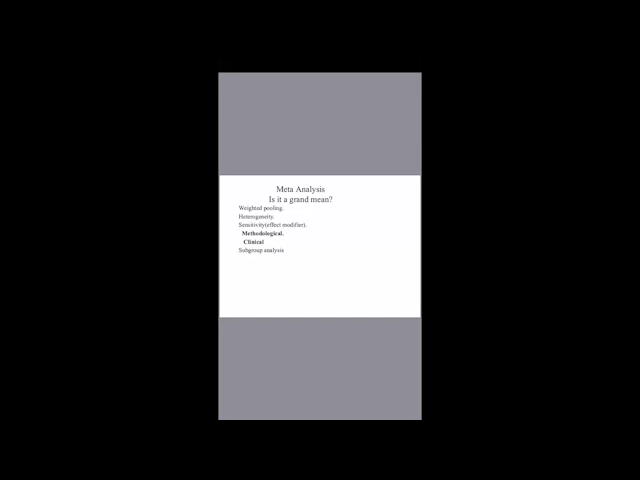 Meta Analysis
Is it a grand mean?
Weighted pooling.
Heterogeneity.
Sensitivity(effect modifier).
Methodological.
Clinical
Subgroup analysis